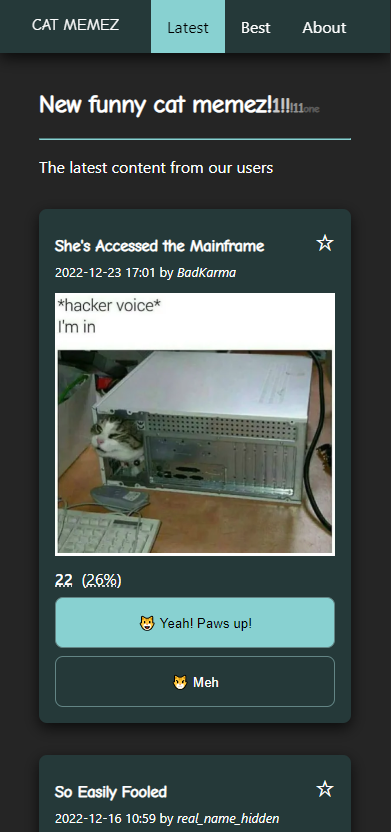 CAT MEMEZ Latest Best About
New funny cat memez!1!!!11one
The latest content from our users
She's Accessed the Mainframe ☆
2022-12-23 17:01 by BadKarma
*hacker voice*
I'm in
22 (26%)
😺 Yeah! Paws up!
😼 Meh
So Easily Fooled ☆
2022-12-16 10:59 by real_name_hidden